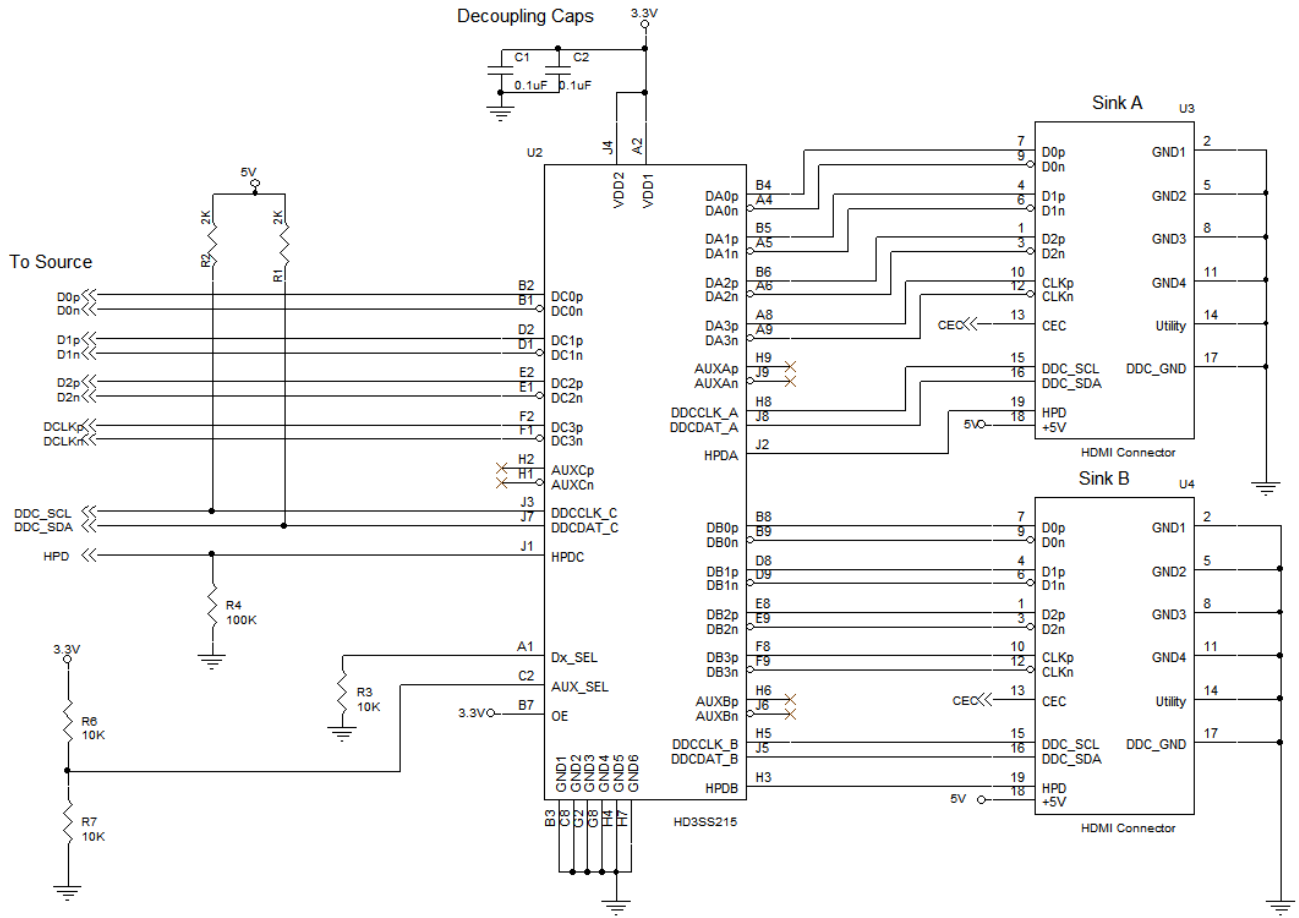 Decoupling Caps
3.3V
C1
C2
0.1uF
0.1uF
J4
A2
U2
VDD2
VDD1
5V
2K
2K
R2
R1
To Source
D0p
D0n
D1p
D1n
D2p
D2n
DCLKp
DCLKn
DDC_SCL
DDC_SDA
HPD
R4
100K
3.3V
R6
10K
R7
10K
R3
10K
3.3V
B2
B1
D2
D1
E2
E1
F2
F1
H2
H1
J3
J7
J1
A1
C2
B7
DC0p
DC0n
DC1p
DC1n
DC2p
DC2n
DC3p
DC3n
AUXCp
AUXCn
DDCCLK_C
DDCDAT_C
HPDC
Dx_SEL
AUX_SEL
OE
GND1
GND2
GND3
GND4
GND5
GND6
B3
C8
G2
G8
H4
H7
HD3SS215
DA0p
DA0n
DA1p
DA1n
DA2p
DA2n
DA3p
DA3n
AUXAp
AUXAn
DDCCLK_A
DDCDAT_A
HPDA
DB0p
DB0n
DB1p
DB1n
DB2p
DB2n
DB3p
DB3n
AUXBp
AUXBn
DDCCLK_B
DDCDAT_B
HPDB
B4
A4
B5
A5
B6
A6
A8
A9
H9
J9
H8
J8
J2
B8
B9
D8
D9
E8
E9
F8
F9
H6
J6
H5
J5
H3
Sink A
U3
7
9
4
6
1
3
10
12
CEC
13
15
16
19
5V
18
D0p
D0n
D1p
D1n
D2p
D2n
CLKp
CLKn
CEC
DDC_SCL
DDC_SDA
HPD
+5V
GND1
GND2
GND3
GND4
Utility
DDC_GND
2
5
8
11
14
17
HDMI Connector
Sink B
U4
7
9
4
6
1
3
10
12
CEC
13
15
16
19
5V
18
D0p
D0n
D1p
D1n
D2p
D2n
CLKp
CLKn
CEC
DDC_SCL
DDC_SDA
HPD
+5V
GND1
GND2
GND3
GND4
Utility
DDC_GND
2
5
8
11
14
17
HDMI Connector